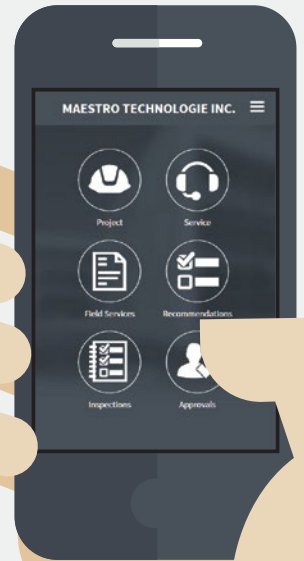 MAESTRO TECHNOLOGIE INC.
Project Service
Field Services Recommendations
Inspections Approvals